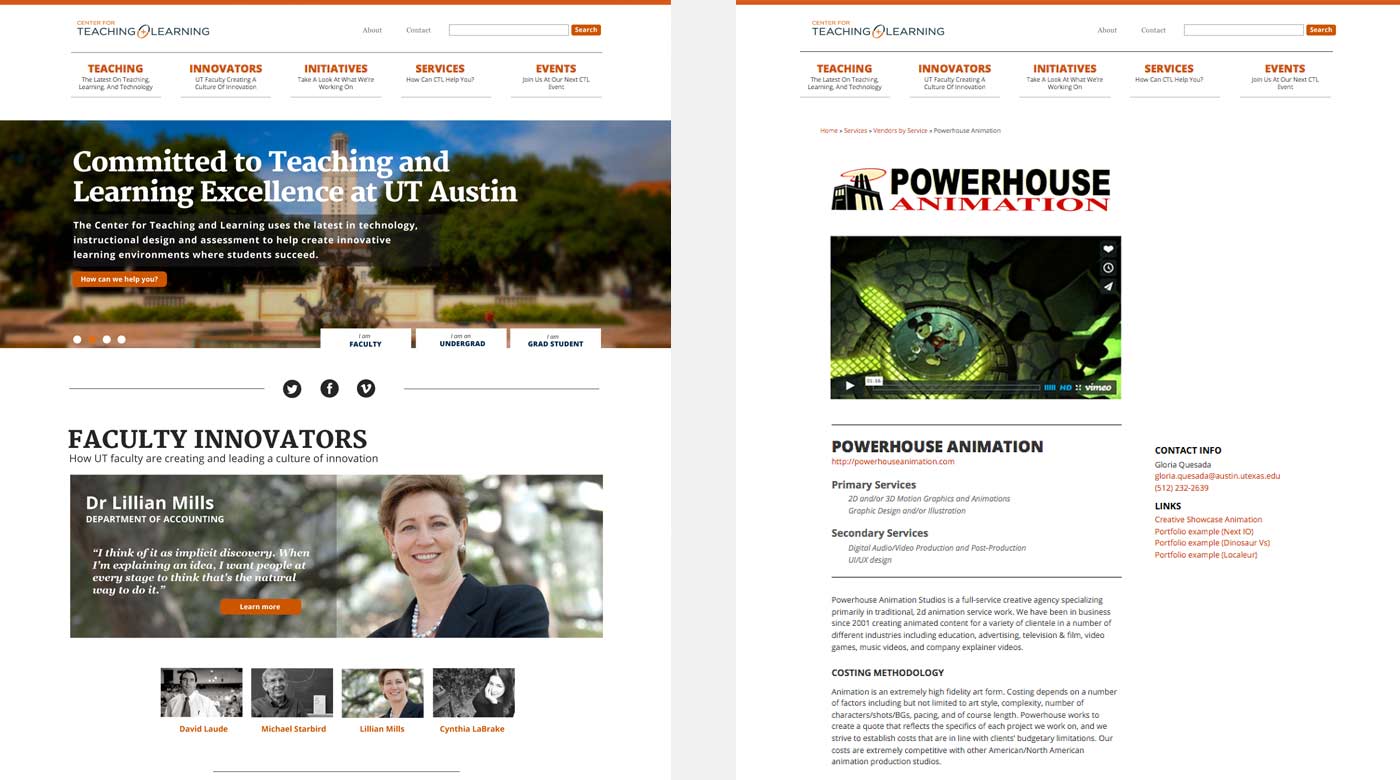 CENTER FOR
TEACHING & LEARNING
About
Contact
Search
TEACHING
The Latest On Teaching,
Learning, And Technology
INNOVATORS
UT Faculty Creating A
Culture Of Innovation
INITIATIVES
Take A Look At What We're
Working On
SERVICES
How Can CTL Help You?
EVENTS
Join Us At Our Next CTL
Event
Committed to Teaching and
Learning Excellence at UT Austin
The Center for Teaching and Learning uses the latest in technology,
instructional design and assessment to help create innovative
learning environments where students succeed.
How can we help you?
I am
FACULTY
I am an
UNDERGRAD
I am
GRAD STUDENT
FACULTY INNOVATORS
How UT faculty are creating and leading a culture of innovation
Dr Lillian Mills
DEPARTMENT OF ACCOUNTING
“I think of it as implicit discovery. When
I'm explaining an idea, I want people at
every stage to think that's the natural
way to do it.”
Learn more
David Laude
Michael Starbird
Lillian Mills
Cynthia LaBrake
CENTER FOR
TEACHING & LEARNING
About
Contact
Search
TEACHING
The Latest On Teaching,
Learning, And Technology
INNOVATORS
UT Faculty Creating A
Culture Of Innovation
INITIATIVES
Take A Look At What We're
Working On
SERVICES
How Can CTL Help You?
EVENTS
Join Us At Our Next CTL
Event
Home » Services » Vendors by Service » Powerhouse Animation
POWERHOUSE
ANIMATION
01:16
HD
vimeo
POWERHOUSE ANIMATION
http://powerhouseanimation.com
Primary Services
2D and/or 3D Motion Graphics and Animations
Graphic Design and/or Illustration
Secondary Services
Digital Audio/Video Production and Post-Production
UI/UX design
Powerhouse Animation Studios is a full-service creative agency specializing
primarily in traditional, 2d animation service work. We have been in business
since 2001 creating animated content for a variety of clientele in a number of
different industries including education, advertising, television & film, video
games, music videos, and company explainer videos.
COSTING METHODOLOGY
Animation is an extremely high fidelity art form. Costing depends on a number
of factors including but not limited to art style, complexity, number of
characters/shots/BGs, pacing, and of course length. Powerhouse works to
create a quote that reflects the specifics of each project we work on, and we
strive to establish costs that are in line with clients' budgetary limitations. Our
costs are extremely competitive with other American/North American
animation production studios.
CONTACT INFO
Gloria Quesada
gloria.quesada@austin.utexas.edu
(512) 232-2639
LINKS
Creative Showcase Animation
Portfolio example (Next IO)
Portfolio example (Dinosaur Vs)
Portfolio example (Localeur)